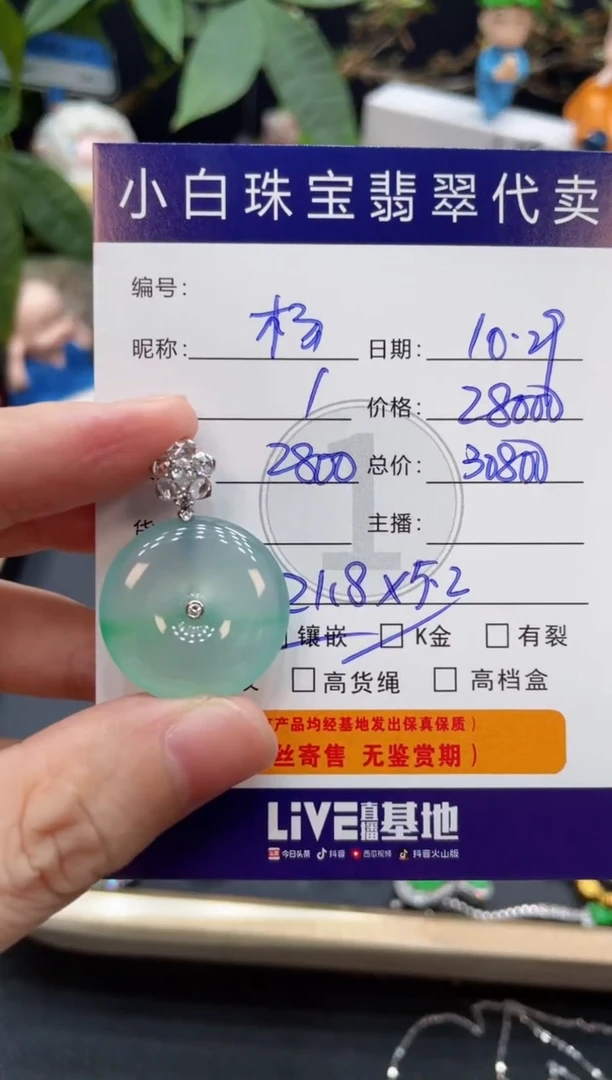 小白珠宝翡翠代卖
编号:
昵称: 杨 日期: 10.29
1 价格: 28000
2800 总价: 30800
货 主播:
21.8×5.2
镶嵌 K金 有裂
高货绳 高档盒
产品均经基地发出保真保质)
寄售 无鉴赏期)
LiVE直播基地
今日头条 抖音 西瓜视频 抖音火山版